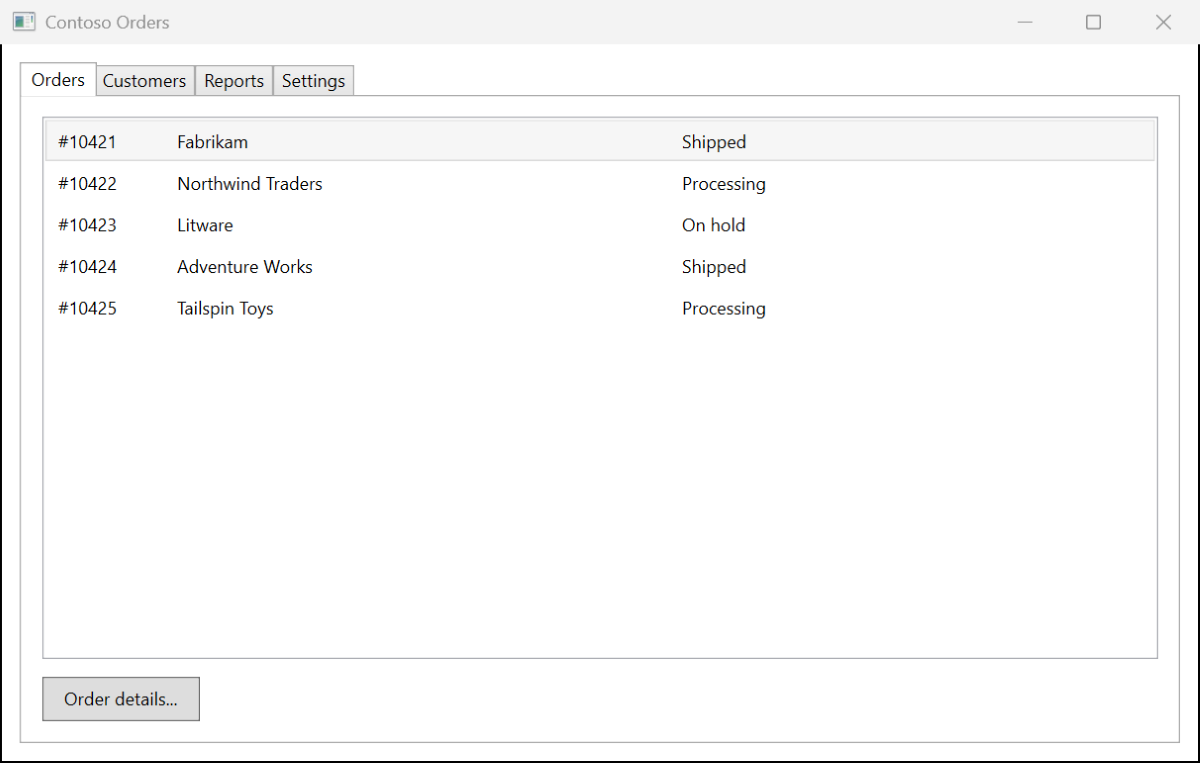 Contoso Orders
Orders Customers Reports Settings
#10421 Fabrikam Shipped
#10422 Northwind Traders Processing
#10423 Litware On hold
#10424 Adventure Works Shipped
#10425 Tailspin Toys Processing
Order details...